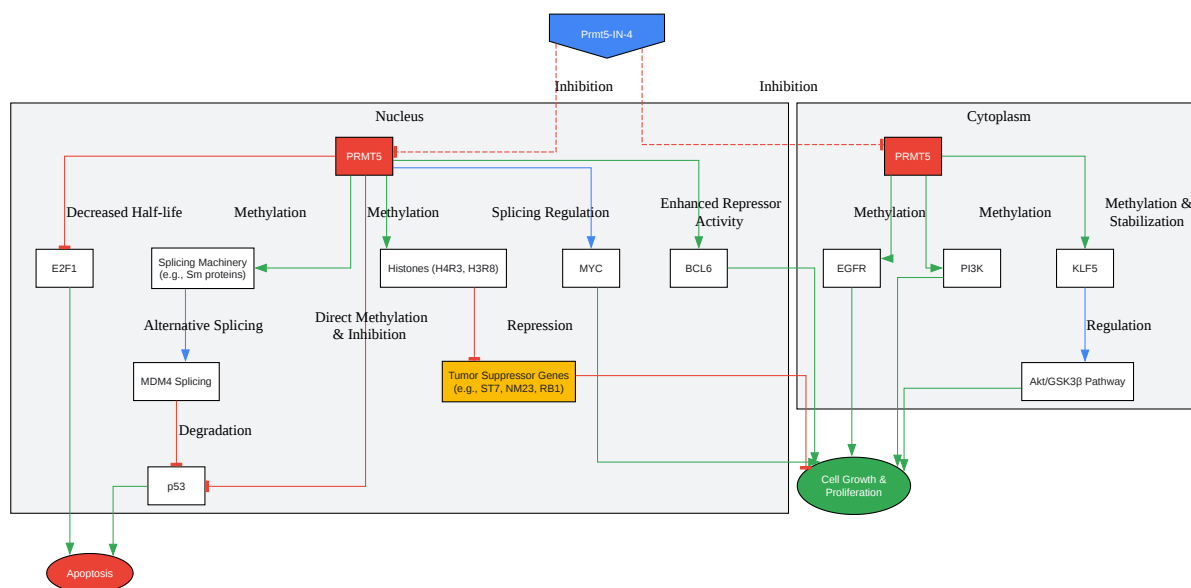 Prmt5-IN-4
Inhibition
Inhibition
Nucleus
Cytoplasm
PRMT5
PRMT5
Decreased Half-life
Methylation
Methylation
Splicing Regulation
Enhanced Repressor
Activity
Methylation
Methylation
Methylation &
Stabilization
E2F1
Splicing Machinery
(e.g., Sm proteins)
Histones (H4R3, H3R8)
MYC
BCL6
EGFR
PI3K
KLF5
Alternative Splicing
Direct Methylation
& Inhibition
Repression
Regulation
MDM4 Splicing
Tumor Suppressor Genes
(e.g., ST7, NM23, RB1)
Akt/GSK3β Pathway
Degradation
p53
Cell Growth &
Proliferation
Apoptosis